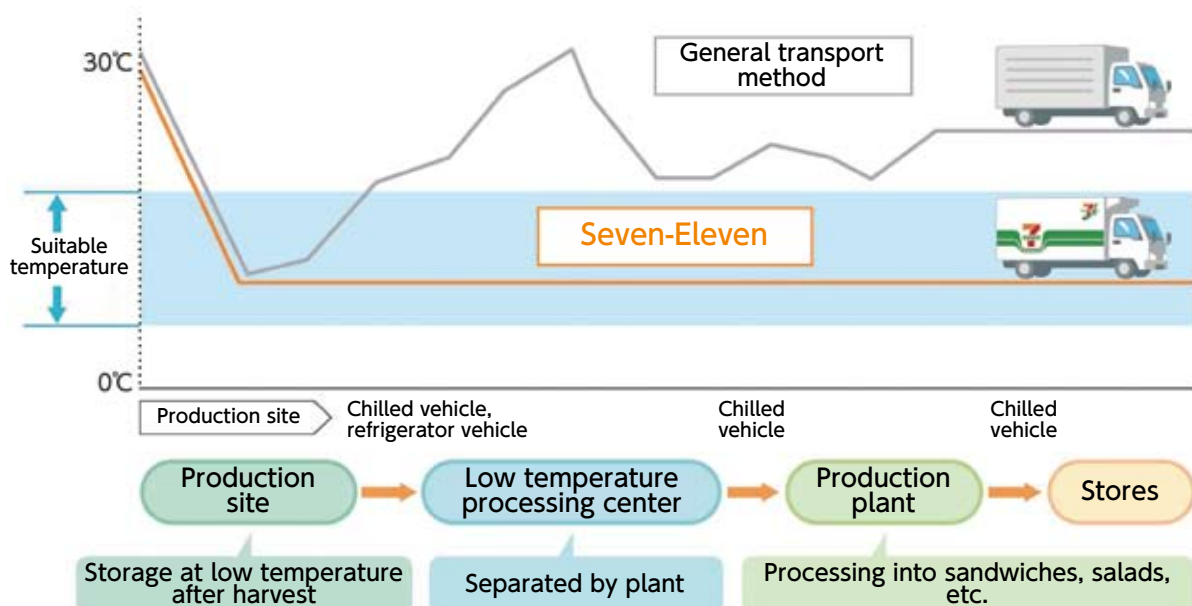 30℃
General transport
method
Suitable
temperature
Seven-Eleven
0℃
Production site
Chilled vehicle,
refrigerator vehicle
Chilled
vehicle
Chilled
vehicle
Production
site
Low temperature
processing center
Production
plant
Stores
Storage at low temperature
after harvest
Separated by plant
Processing into sandwiches, salads,
etc.